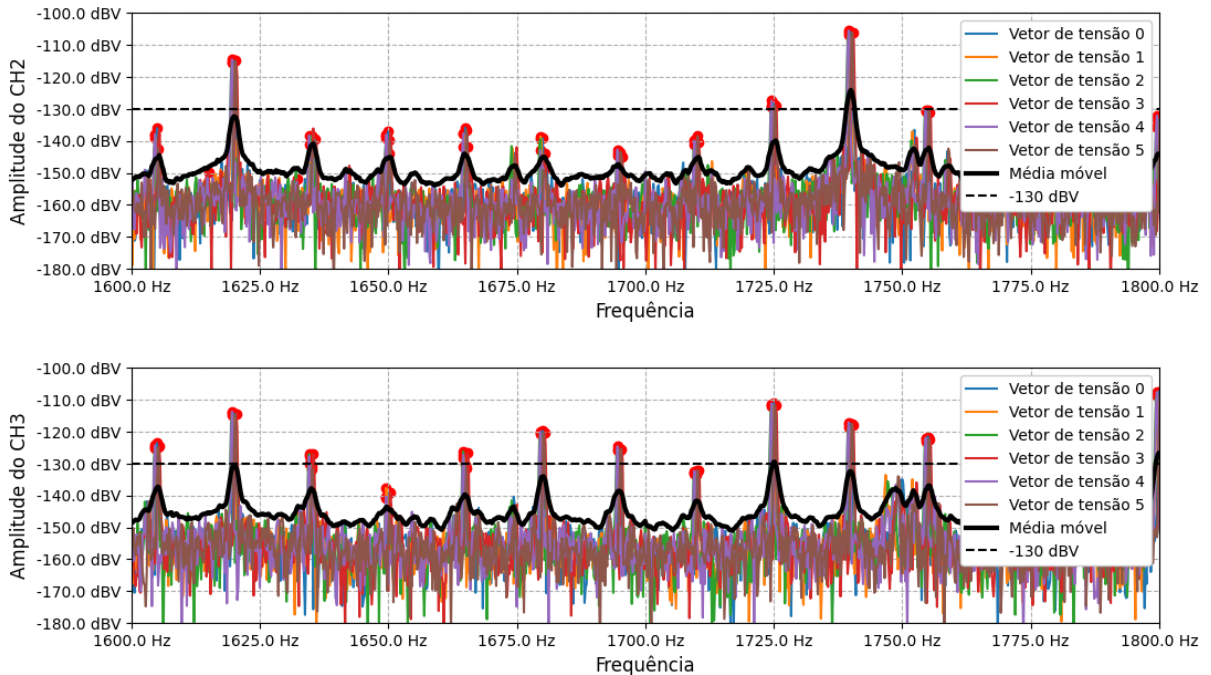 -100.0 dBV
-110.0 dBV
-120.0 dBV
-130.0 dBV
-140.0 dBV
-150.0 dBV
-160.0 dBV
-170.0 dBV
-180.0 dBV
Amplitude do CH2
Vetor de tensão 0
Vetor de tensão 1
Vetor de tensão 2
Vetor de tensão 3
Vetor de tensão 4
Vetor de tensão 5
Média móvel
-130 dBV
1600.0 Hz 1625.0 Hz 1650.0 Hz 1675.0 Hz 1700.0 Hz 1725.0 Hz 1750.0 Hz 1775.0 Hz 1800.0 Hz
Frequência
-100.0 dBV
-110.0 dBV
-120.0 dBV
-130.0 dBV
-140.0 dBV
-150.0 dBV
-160.0 dBV
-170.0 dBV
-180.0 dBV
Amplitude do CH3
Vetor de tensão 0
Vetor de tensão 1
Vetor de tensão 2
Vetor de tensão 3
Vetor de tensão 4
Vetor de tensão 5
Média móvel
-130 dBV
1600.0 Hz 1625.0 Hz 1650.0 Hz 1675.0 Hz 1700.0 Hz 1725.0 Hz 1750.0 Hz 1775.0 Hz 1800.0 Hz
Frequência